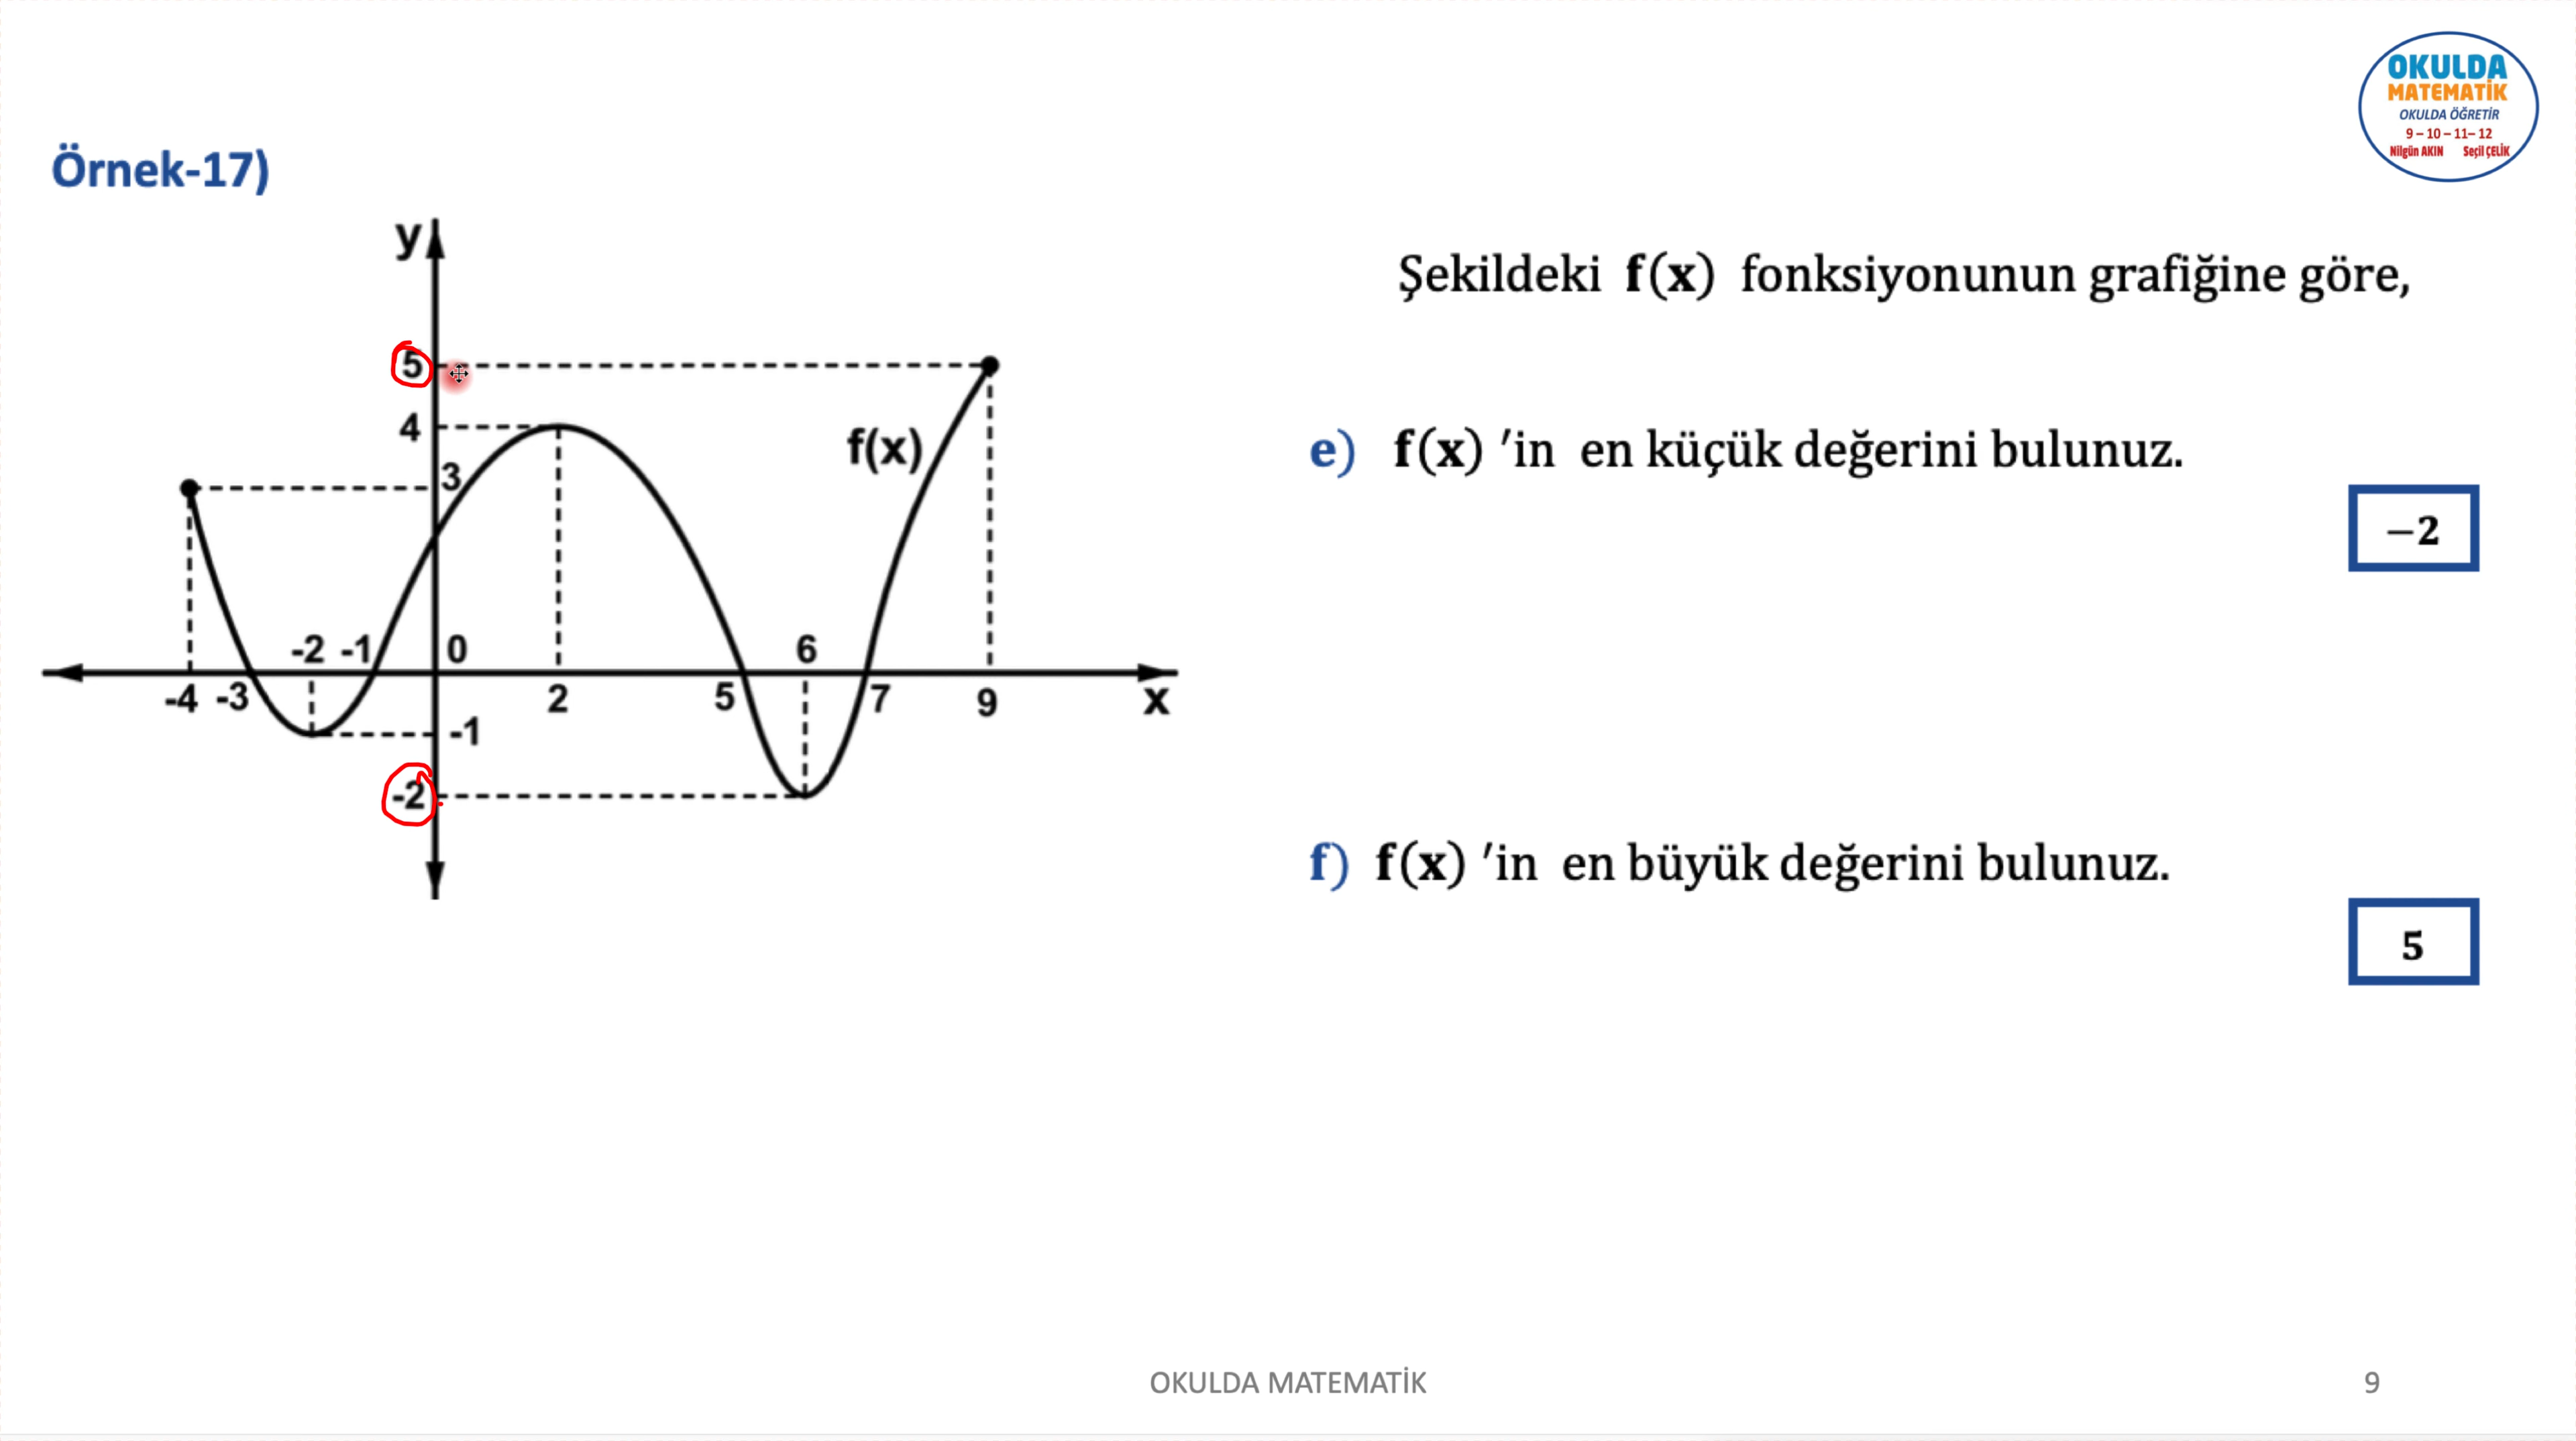 OKULDA
MATEMATİK
OKULDA ÖĞRETİR
9 – 10 – 11– 12
Nilgün AKIN Seçil ÇELİK
Örnek-17)
y
5
4
3
f(x)
-2 -1 0 6
-4 -3 2 5 7 9 x
-1
-2
Şekildeki f(x) fonksiyonunun grafiğine göre,
e) f(x) 'in en küçük değerini bulunuz.
−2
f) f(x) 'in en büyük değerini bulunuz.
5
OKULDA MATEMATİK 9